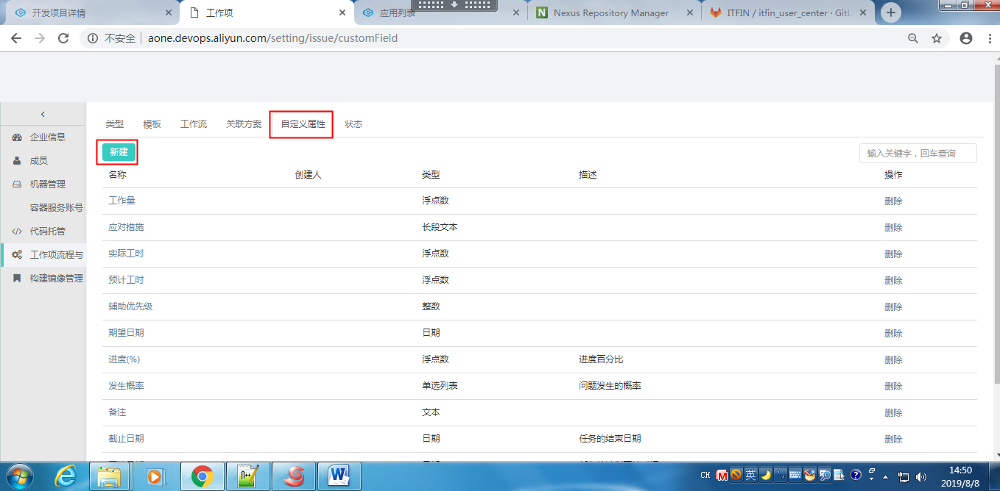 开发项目详情
工作项
应用列表
Nexus Repository Manager
ITFIN / itfin_user_center · GitL
不安全
aone.devops.aliyun.com/setting/issue/customField
企业信息
成员
机器管理
容器服务账号
代码托管
工作项流程与
构建镜像管理
类型 模板 工作流 关联方案 自定义属性 状态
新建
输入关键字，回车查询
名称 创建人 类型 描述 操作
工作量 浮点数 删除
应对措施 长段文本 删除
实际工时 浮点数 删除
预计工时 浮点数 删除
辅助优先级 整数 删除
期望日期 日期 删除
进度(%) 浮点数 进度百分比 删除
发生概率 单选列表 问题发生的概率 删除
备注 文本 删除
截止日期 日期 任务的结束日期 删除
CH
英
14:50
2019/8/8